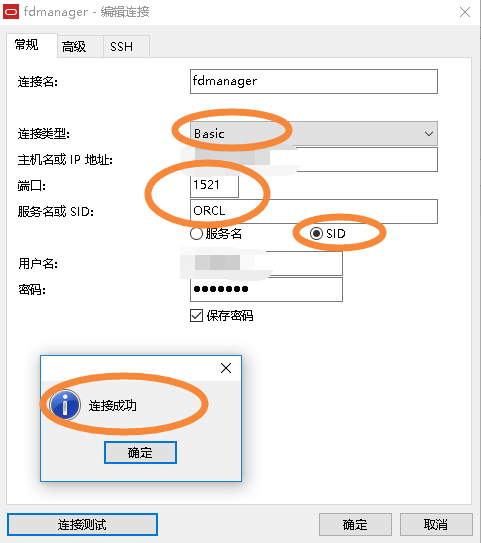 fdmanager - 编辑连接
常规 高级 SSH
连接名: fdmanager
连接类型: Basic
主机名或 IP 地址:
端口: 1521
服务名或 SID: ORCL
服务名 SID
用户名:
密码: ●●●●●●●
保存密码
连接成功
确定
连接测试 确定 取消